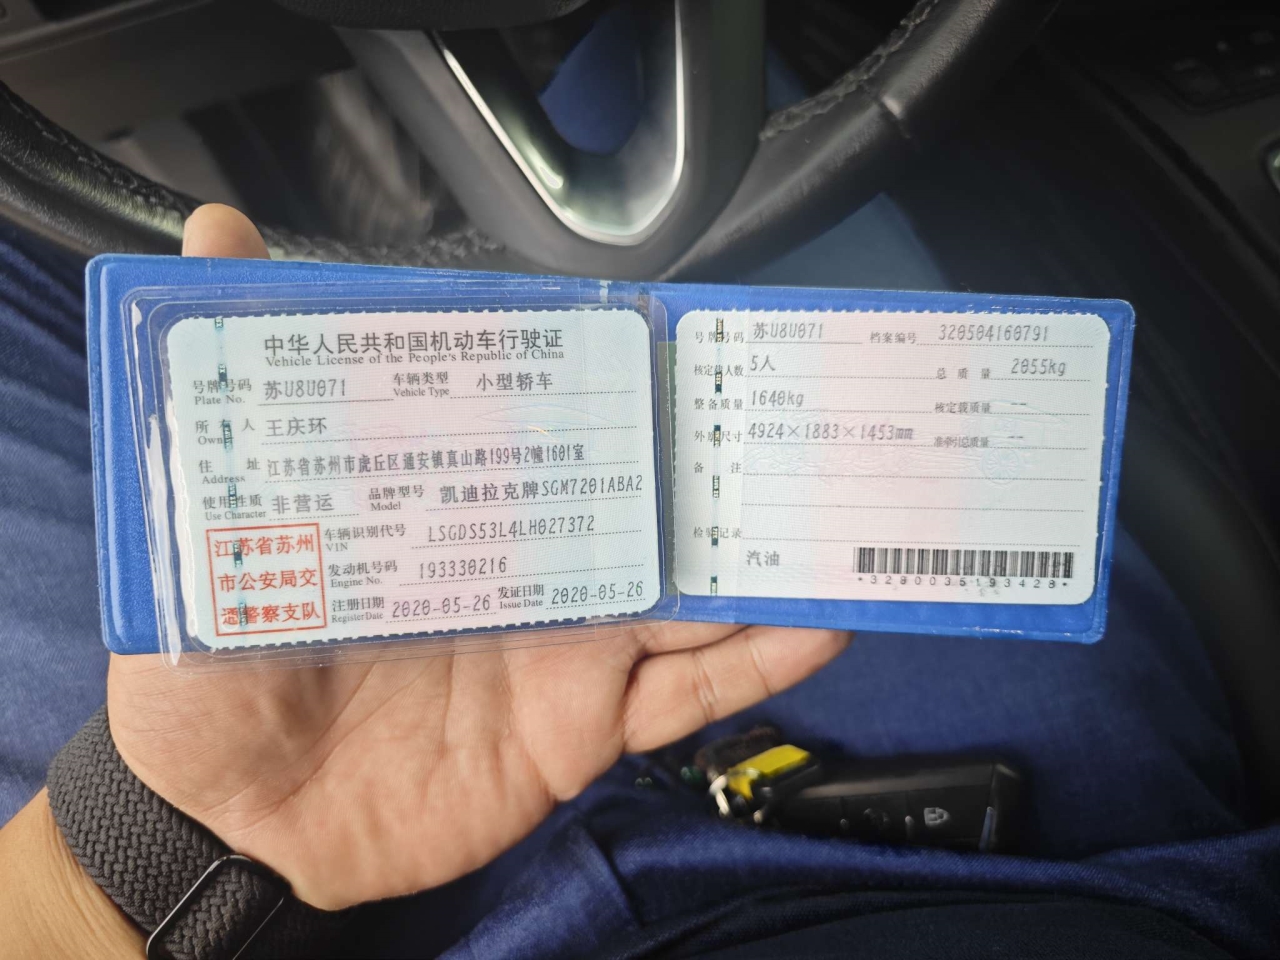 中华人民共和国机动车行驶证
Vehicle License of the People's Republic of China
号牌号码 苏U8U071 车辆类型 小型轿车
Plate No. Vehicle Type
所有人 王庆环
Owner
住址 江苏省苏州市虎丘区通安镇真山路199号2幢1601室
Address
使用性质 非营运 品牌型号 凯迪拉克牌SGM7201ABA2
Use Character Model
车辆识别代号 LSGDS53L4LH027372
VIN
发动机号码 193330216
Engine No.
注册日期 2020-05-26 发证日期 2020-05-26
Register Date Issue Date
江苏省苏州
市公安局交
通警察支队
号牌号码 苏U8U071 档案编号 320504160791
核定载人数 5人 总质量 2055kg
整备质量 1640kg 核定载质量 --
外廓尺寸 4924×1883×1453mm 准牵引总质量 --
备注
检验记录
汽油
*3200035193428*